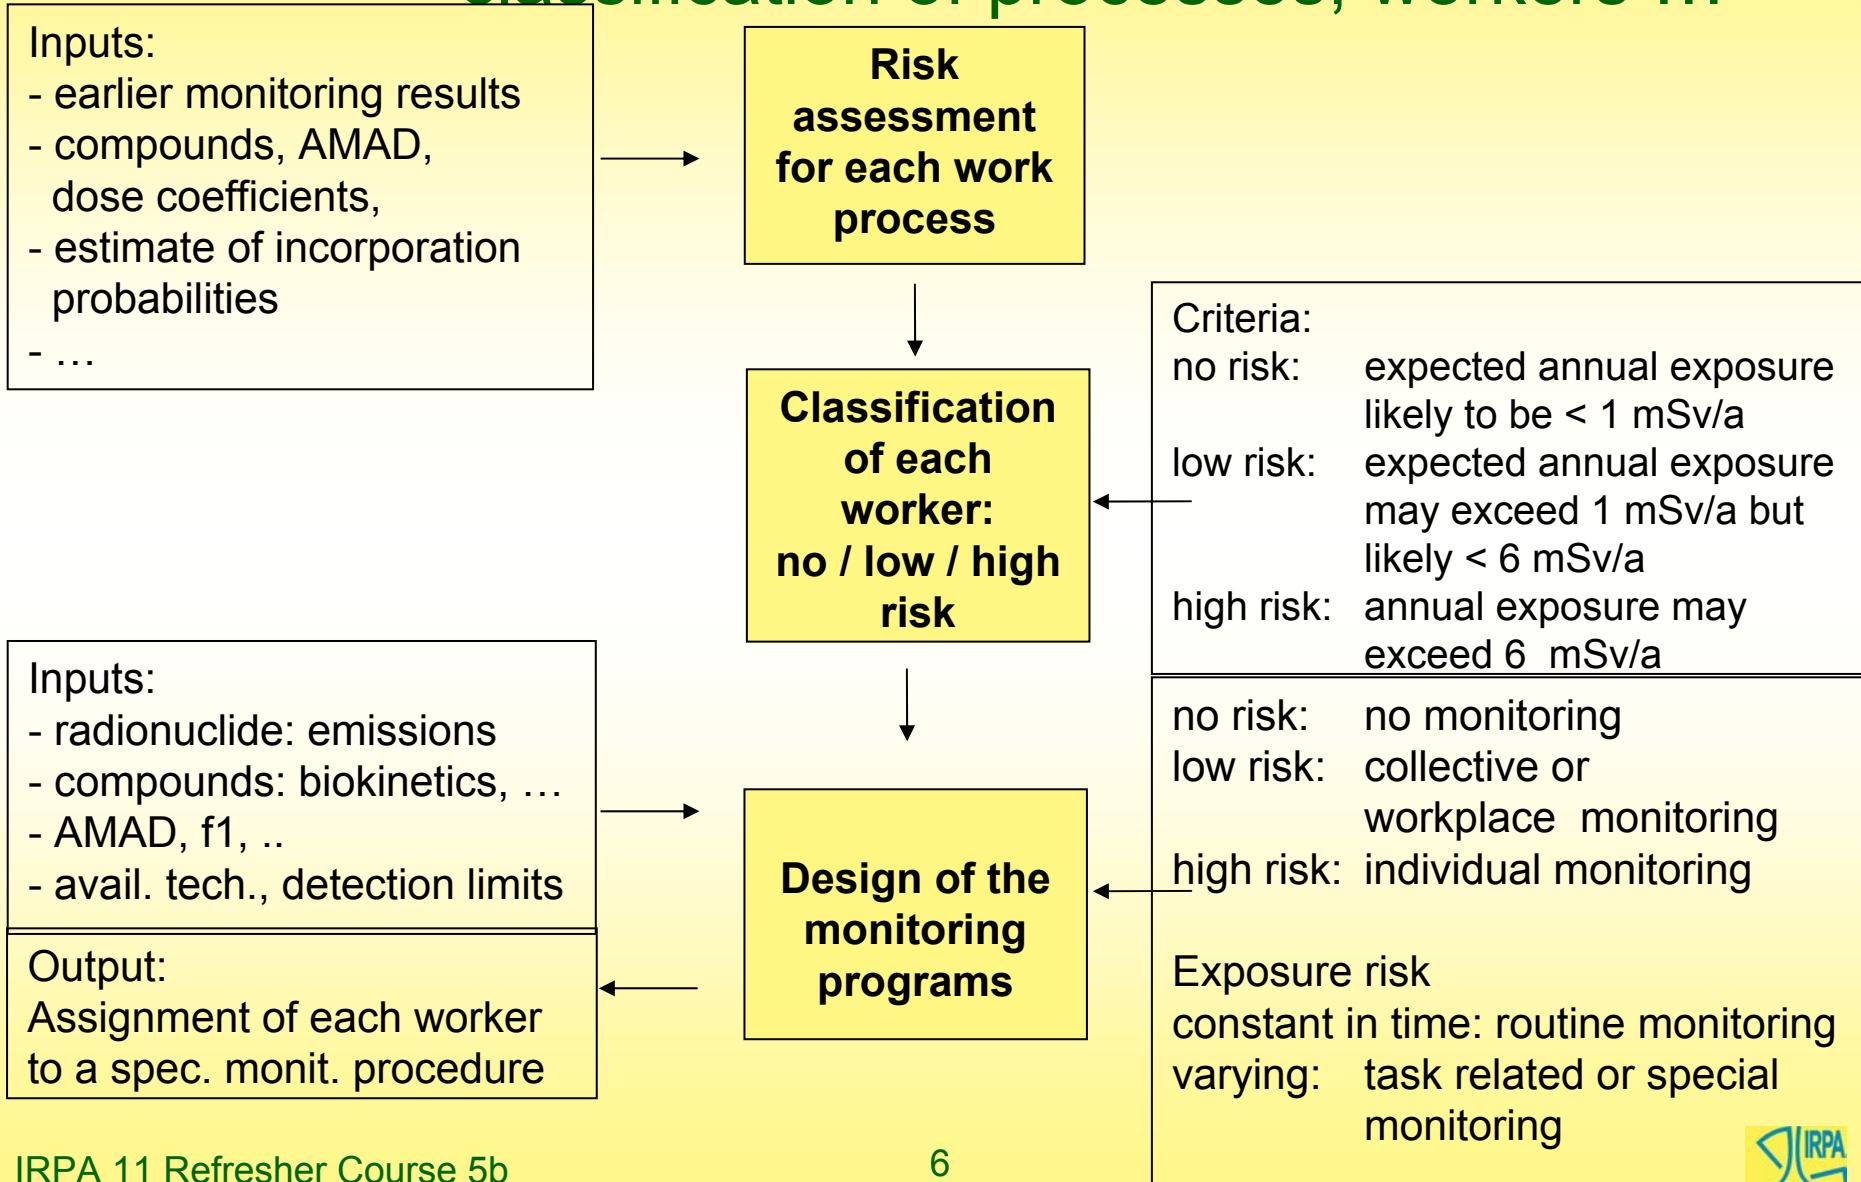 classification of processes, workers ...
Inputs:
- earlier monitoring results
- compounds, AMAD,
dose coefficients,
- estimate of incorporation
probabilities
- …
Risk
assessment
for each work
process
Classification
of each
worker:
no / low / high
risk
Criteria:
no risk: expected annual exposure
likely to be < 1 mSv/a
low risk: expected annual exposure
may exceed 1 mSv/a but
likely < 6 mSv/a
high risk: annual exposure may
exceed 6 mSv/a
Inputs:
- radionuclide: emissions
- compounds: biokinetics, …
- AMAD, f1, ..
- avail. tech., detection limits
Output:
Assignment of each worker
to a spec. monit. procedure
Design of the
monitoring
programs
no risk: no monitoring
low risk: collective or
workplace monitoring
high risk: individual monitoring
Exposure risk
constant in time: routine monitoring
varying: task related or special
monitoring
IRPA 11 Refresher Course 5b
6
IRPA